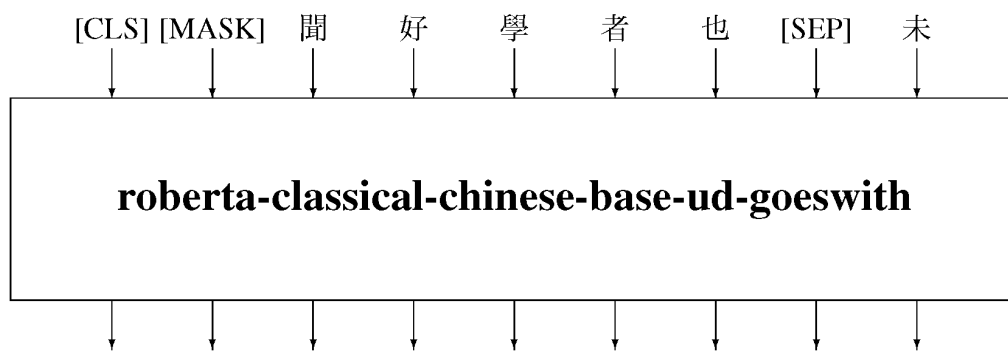 [CLS] [MASK] 聞 好 學 者 也 [SEP] 未
roberta-classical-chinese-base-ud-goeswith